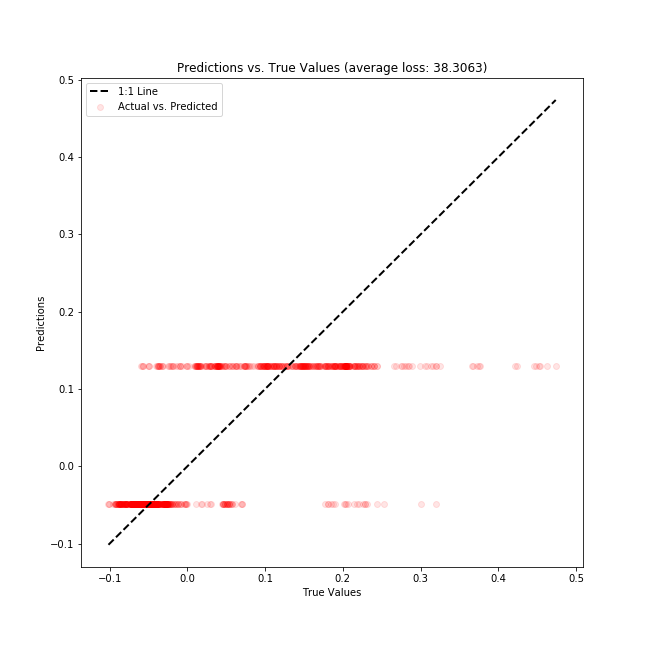 Predictions vs. True Values (average loss: 38.3063)
1:1 Line
Actual vs. Predicted
0.5
0.4
0.3
0.2
0.1
0.0
−0.1
Predictions
−0.1 0.0 0.1 0.2 0.3 0.4 0.5
True Values